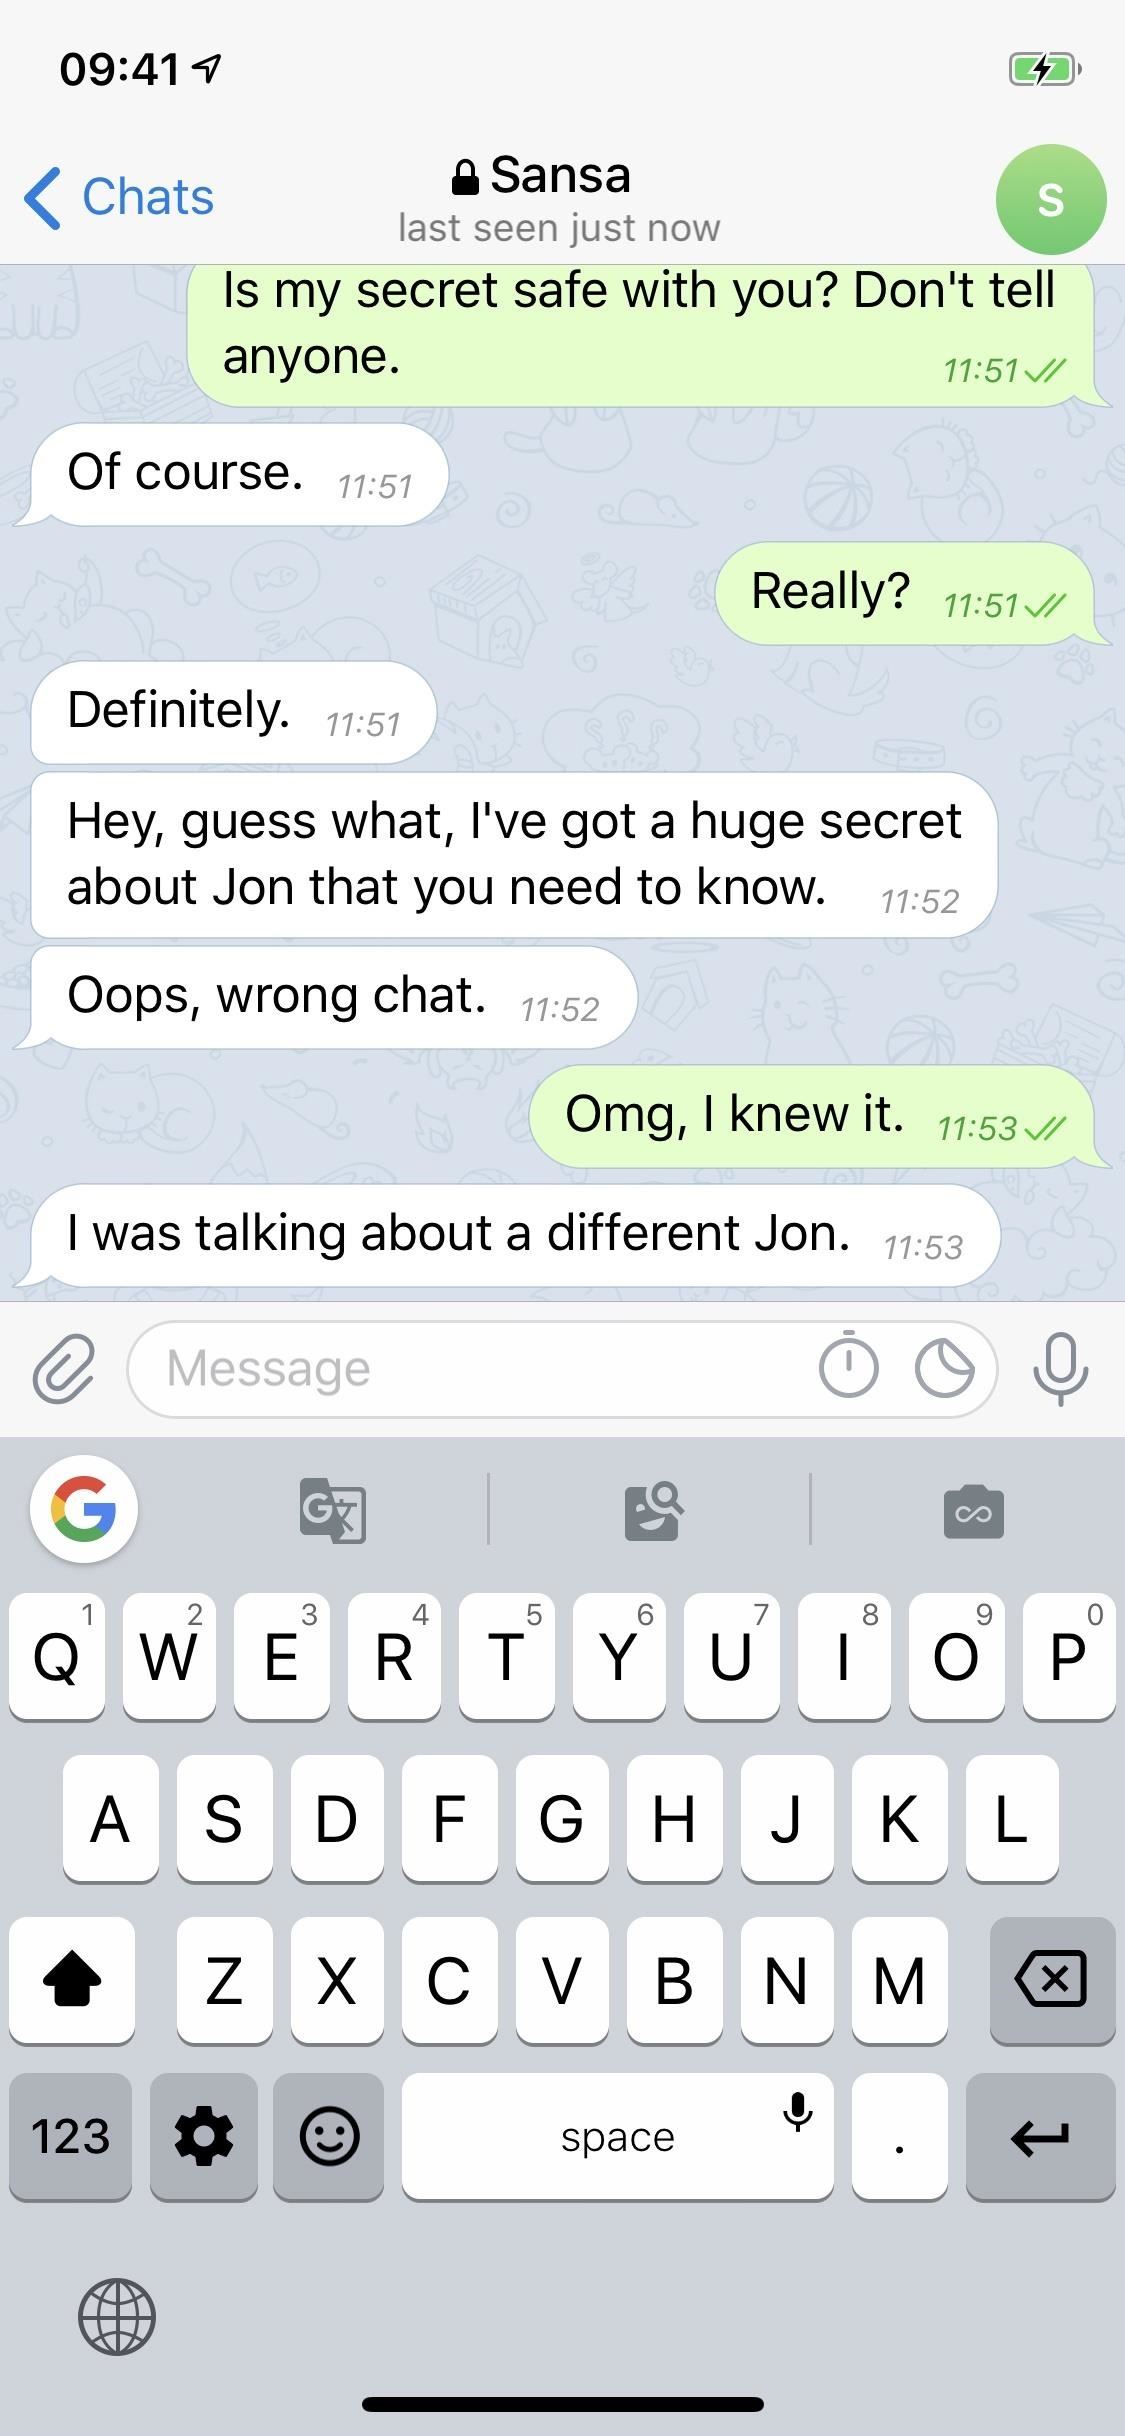 09:41
Chats
Sansa
last seen just now
S
Is my secret safe with you? Don't tell
anyone. 11:51
Of course. 11:51
Really? 11:51
Definitely. 11:51
Hey, guess what, I've got a huge secret
about Jon that you need to know. 11:52
Oops, wrong chat. 11:52
Omg, I knew it. 11:53
I was talking about a different Jon. 11:53
Message
G
G文
1 2 3 4 5 6 7 8 9 0
Q W E R T Y U I O P
A S D F G H J K L
Z X C V B N M
123 space .